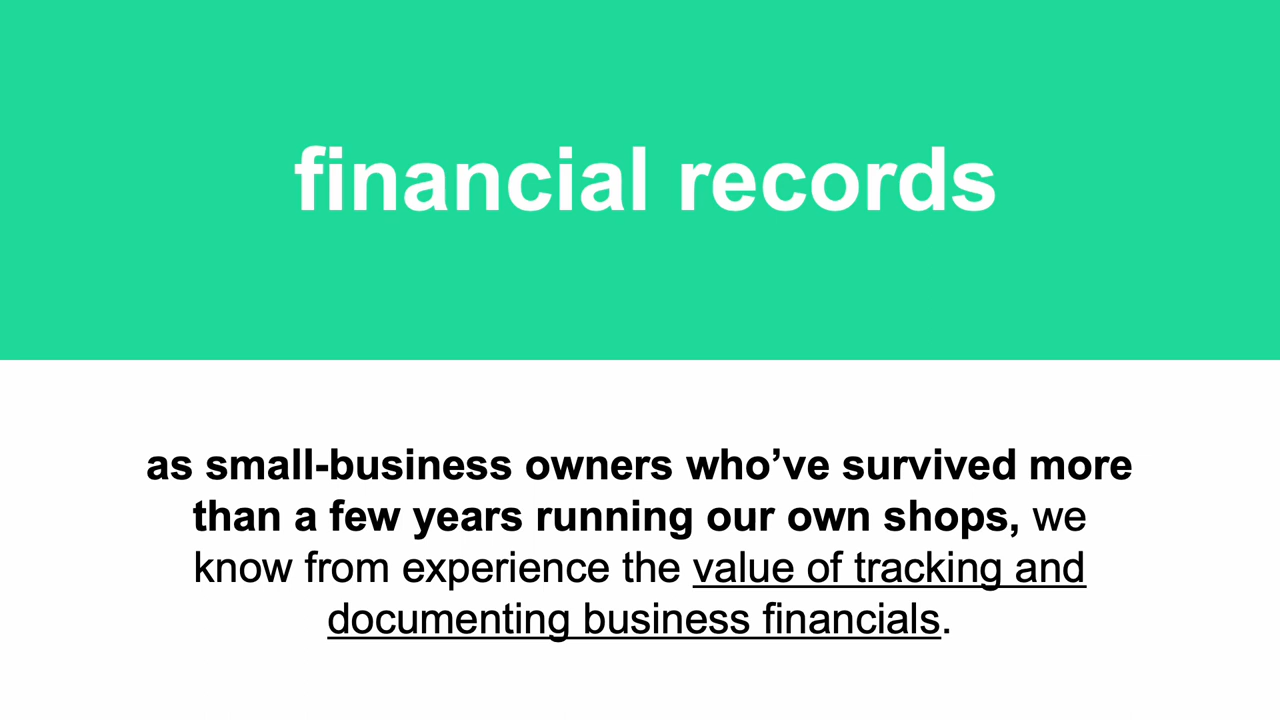 financial records
as small-business owners who’ve survived more
than a few years running our own shops, we
know from experience the value of tracking and
documenting business financials.